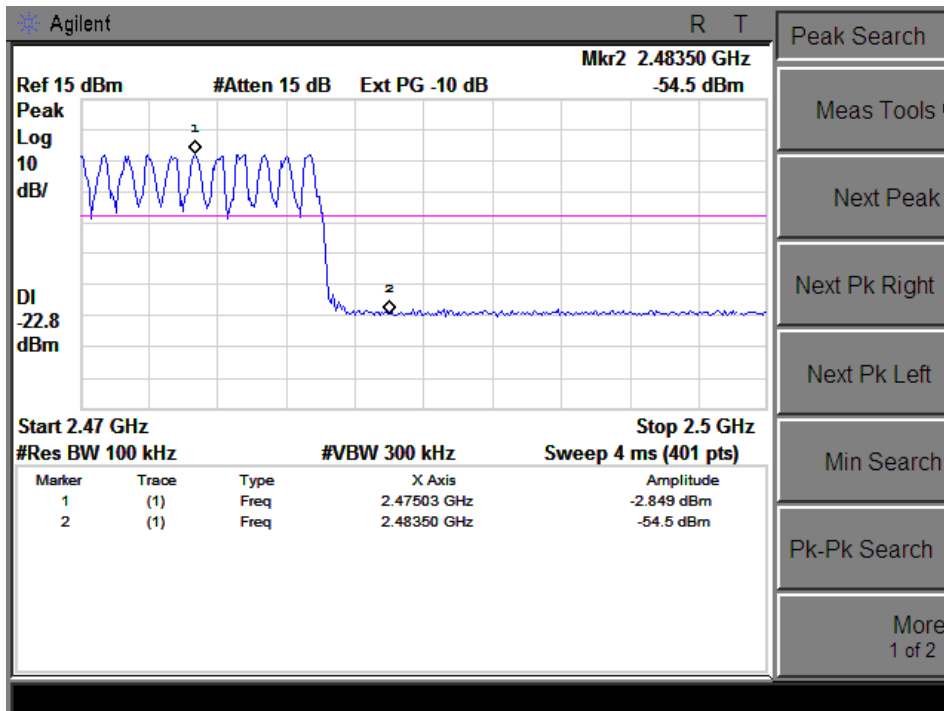 Agilent R T
Mkr2 2.48350 GHz
Ref 15 dBm #Atten 15 dB Ext PG -10 dB -54.5 dBm
Peak
Log
10
dB/
1
2
DI
-22.8
dBm
Start 2.47 GHz Stop 2.5 GHz
#Res BW 100 kHz #VBW 300 kHz Sweep 4 ms (401 pts)
Marker Trace Type X Axis Amplitude
1 (1) Freq 2.47503 GHz -2.849 dBm
2 (1) Freq 2.48350 GHz -54.5 dBm
Peak Search
Meas Tools
Next Peak
Next Pk Right
Next Pk Left
Min Search
Pk-Pk Search
More
1 of 2